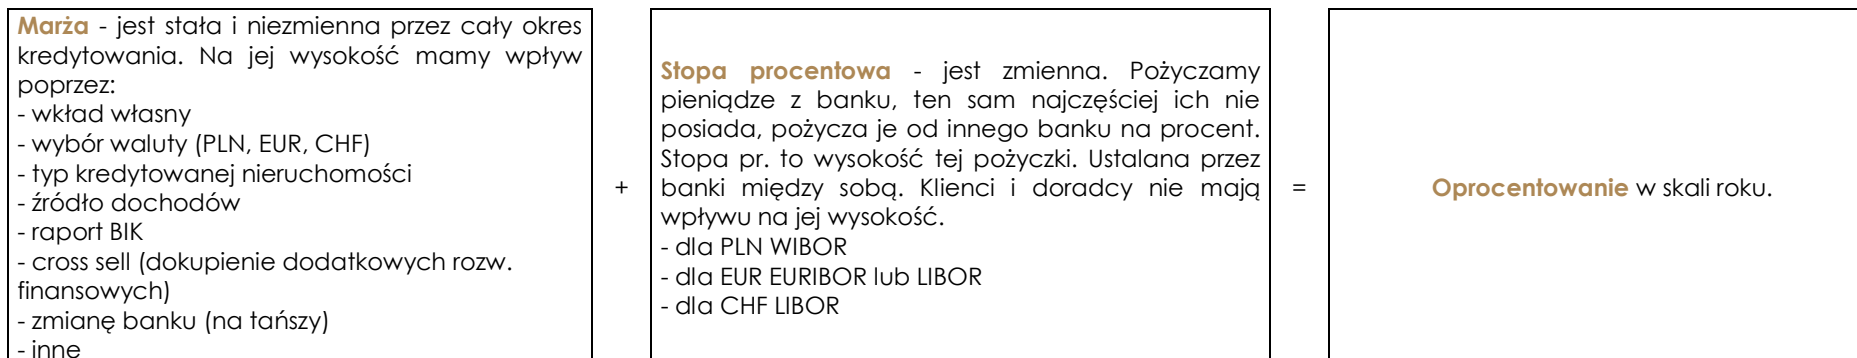 Marża - jest stała i niezmienna przez cały okres
kredytowania. Na jej wysokość mamy wpływ
poprzez:
- wkład własny
- wybór waluty (PLN, EUR, CHF)
- typ kredytowanej nieruchomości
- źródło dochodów
- raport BIK
- cross sell (dokupienie dodatkowych rozw.
finansowych)
- zmianę banku (na tańszy)
- inne
+
Stopa procentowa - jest zmienna. Pożyczamy
pieniądze z banku, ten sam najczęściej ich nie
posiada, pożycza je od innego banku na procent.
Stopa pr. to wysokość tej pożyczki. Ustalana przez
banki między sobą. Klienci i doradcy nie mają
wpływu na jej wysokość.
- dla PLN WIBOR
- dla EUR EURIBOR lub LIBOR
- dla CHF LIBOR
=
Oprocentowanie w skali roku.